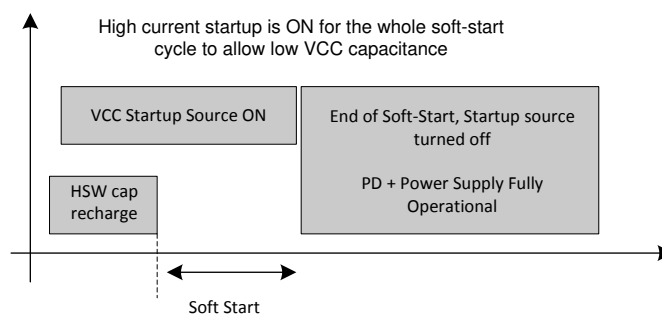 High current startup is ON for the whole soft-start
cycle to allow low VCC capacitance
VCC Startup Source ON
End of Soft-Start, Startup source
turned off
PD + Power Supply Fully
Operational
HSW cap
recharge
Soft Start